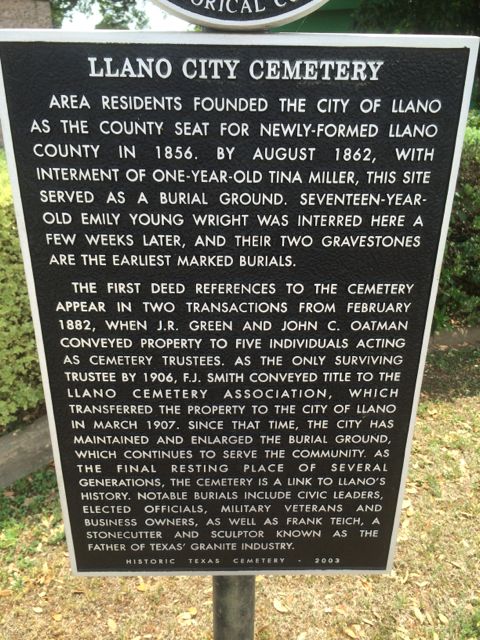 HISTORICAL CO
LLANO CITY CEMETERY
AREA RESIDENTS FOUNDED THE CITY OF LLANO
AS THE COUNTY SEAT FOR NEWLY-FORMED LLANO
COUNTY IN 1856. BY AUGUST 1862, WITH
INTERMENT OF ONE-YEAR-OLD TINA MILLER, THIS SITE
SERVED AS A BURIAL GROUND. SEVENTEEN-YEAR-
OLD EMILY YOUNG WRIGHT WAS INTERRED HERE A
FEW WEEKS LATER, AND THEIR TWO GRAVESTONES
ARE THE EARLIEST MARKED BURIALS.
THE FIRST DEED REFERENCES TO THE CEMETERY
APPEAR IN TWO TRANSACTIONS FROM FEBRUARY
1882, WHEN J.R. GREEN AND JOHN C. OATMAN
CONVEYED PROPERTY TO FIVE INDIVIDUALS ACTING
AS CEMETERY TRUSTEES. AS THE ONLY SURVIVING
TRUSTEE BY 1906, F.J. SMITH CONVEYED TITLE TO THE
LLANO CEMETERY ASSOCIATION, WHICH
TRANSFERRED THE PROPERTY TO THE CITY OF LLANO
IN MARCH 1907. SINCE THAT TIME, THE CITY HAS
MAINTAINED AND ENLARGED THE BURIAL GROUND,
WHICH CONTINUES TO SERVE THE COMMUNITY. AS
THE FINAL RESTING PLACE OF SEVERAL
GENERATIONS, THE CEMETERY IS A LINK TO LLANO'S
HISTORY. NOTABLE BURIALS INCLUDE CIVIC LEADERS,
ELECTED OFFICIALS, MILITARY VETERANS AND
BUSINESS OWNERS, AS WELL AS FRANK TEICH, A
STONECUTTER AND SCULPTOR KNOWN AS THE
FATHER OF TEXAS' GRANITE INDUSTRY.
HISTORIC TEXAS CEMETERY - 2003